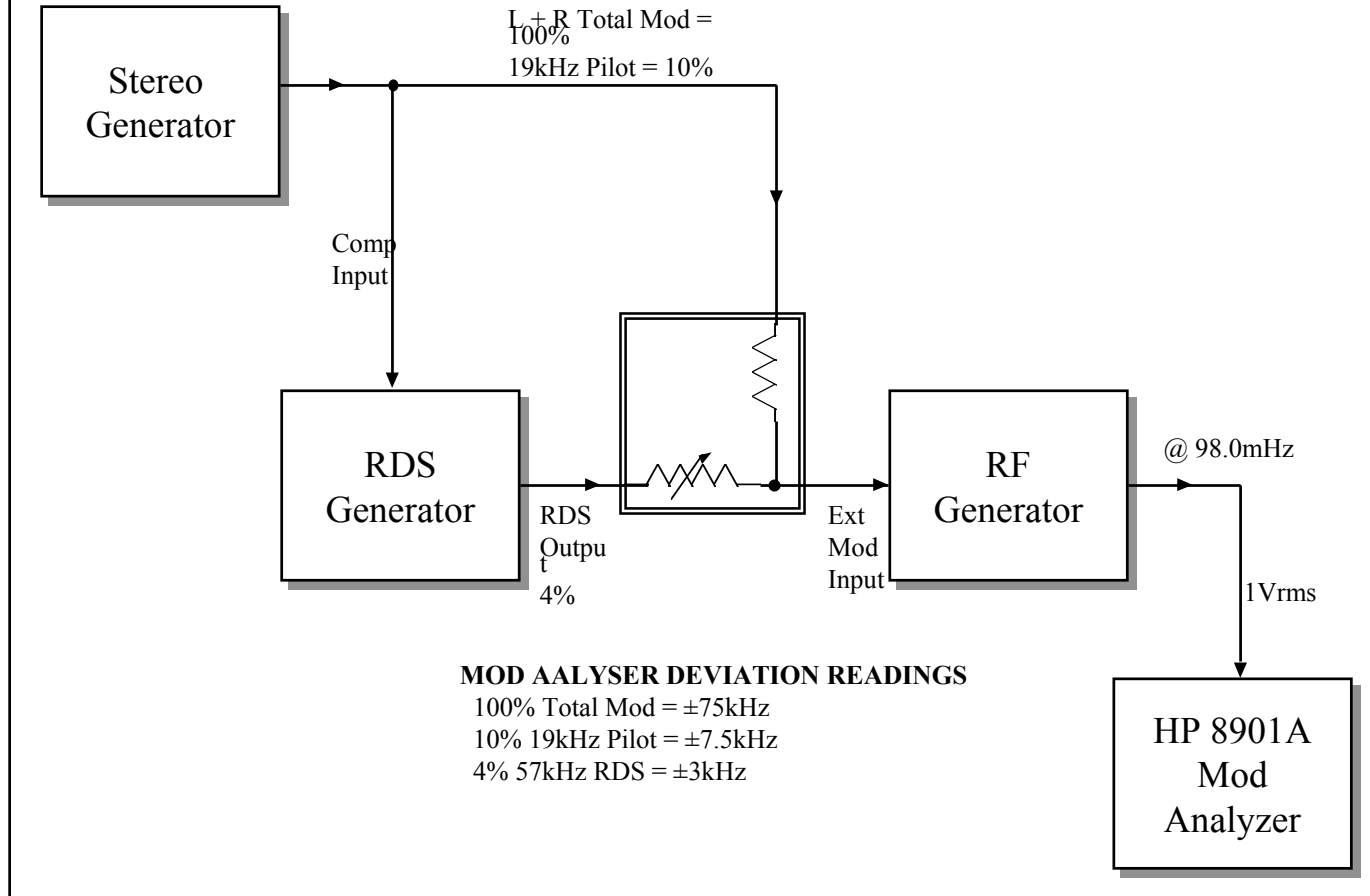 L + R Total Mod =
100%
19kHz Pilot = 10%
Stereo
Generator
Comp
Input
RDS
Generator
RDS
Outpu
t
4%
Ext
Mod
Input
RF
Generator
@ 98.0mHz
1Vrms
MOD AALYSER DEVIATION READINGS
100% Total Mod = ±75kHz
10% 19kHz Pilot = ±7.5kHz
4% 57kHz RDS = ±3kHz
HP 8901A
Mod
Analyzer